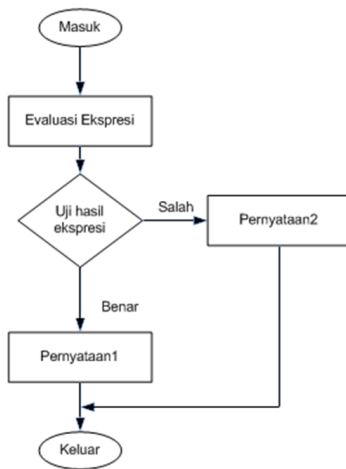 Masuk
Evaluasi Ekspresi
Uji hasil
ekspresi
Salah
Pernyataan2
Benar
Pernyataan1
Keluar